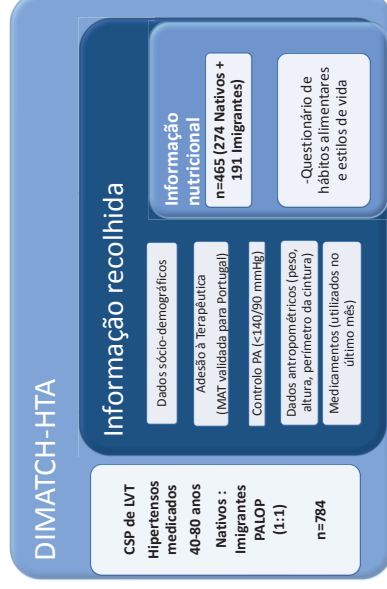 DIMATCH-HTA
CSP de LVT
Hipertensos
medicados
40-80 anos
Nativos :
Imigrantes
PALOP
(1:1)
n=784
Informação recolhida
Dados sócio-demográficos
Adesão à Terapêutica
(MAT validada para Portugal)
Controlo PA (<140/90 mmHg)
Dados antropométricos (peso,
altura, perímetro da cintura)
Medicamentos (utilizados no
último mês)
Informação
nutricional
n=465 (274 Nativos +
191 Imigrantes)
-Questionário de
hábitos alimentares
e estilos de vida